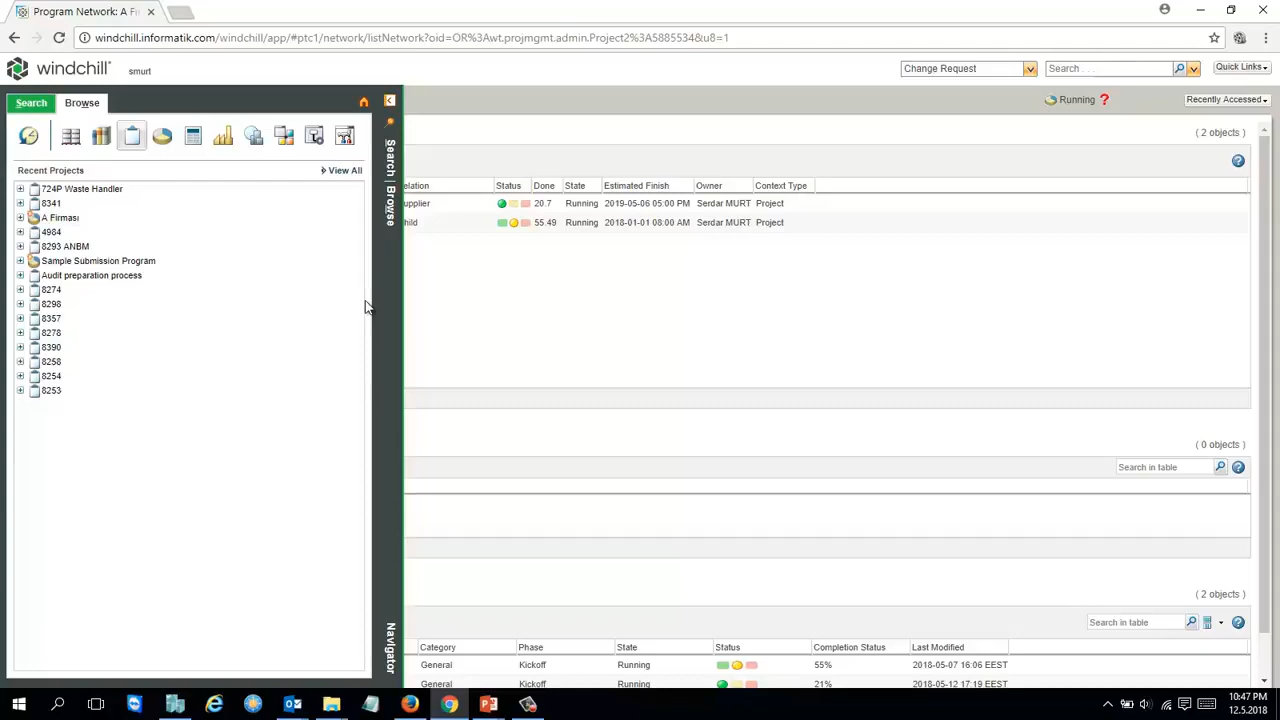 Program Network: A Fi
windchill.informatik.com/windchill/app/#ptc1/network/listNetwork?oid=OR%3Awt.projmgmt.admin.Project2%3A5885534&u8=1
windchill smurt Change Request Search . . . Quick Links
Search Browse Running ? Recently Accessed
( 2 objects )
Recent Projects View All
724P Waste Handler
8341
A Firması
4984
8293 ANBM
Sample Submission Program
Audit preparation process
8274
8298
8357
8278
8390
8258
8254
8253
Search | Browse
Navigator
elation Status Done State Estimated Finish Owner Context Type
upplier 20.7 Running 2019-05-06 05:00 PM Serdar MURT Project
hild 55.49 Running 2018-01-01 08:00 AM Serdar MURT Project
( 0 objects )
Search in table
( 2 objects )
Search in table
Category Phase State Status Completion Status Last Modified
General Kickoff Running 55% 2018-05-07 16:06 EEST
General Kickoff Running 21% 2018-05-12 17:19 EEST
10:47 PM
12.5.2018